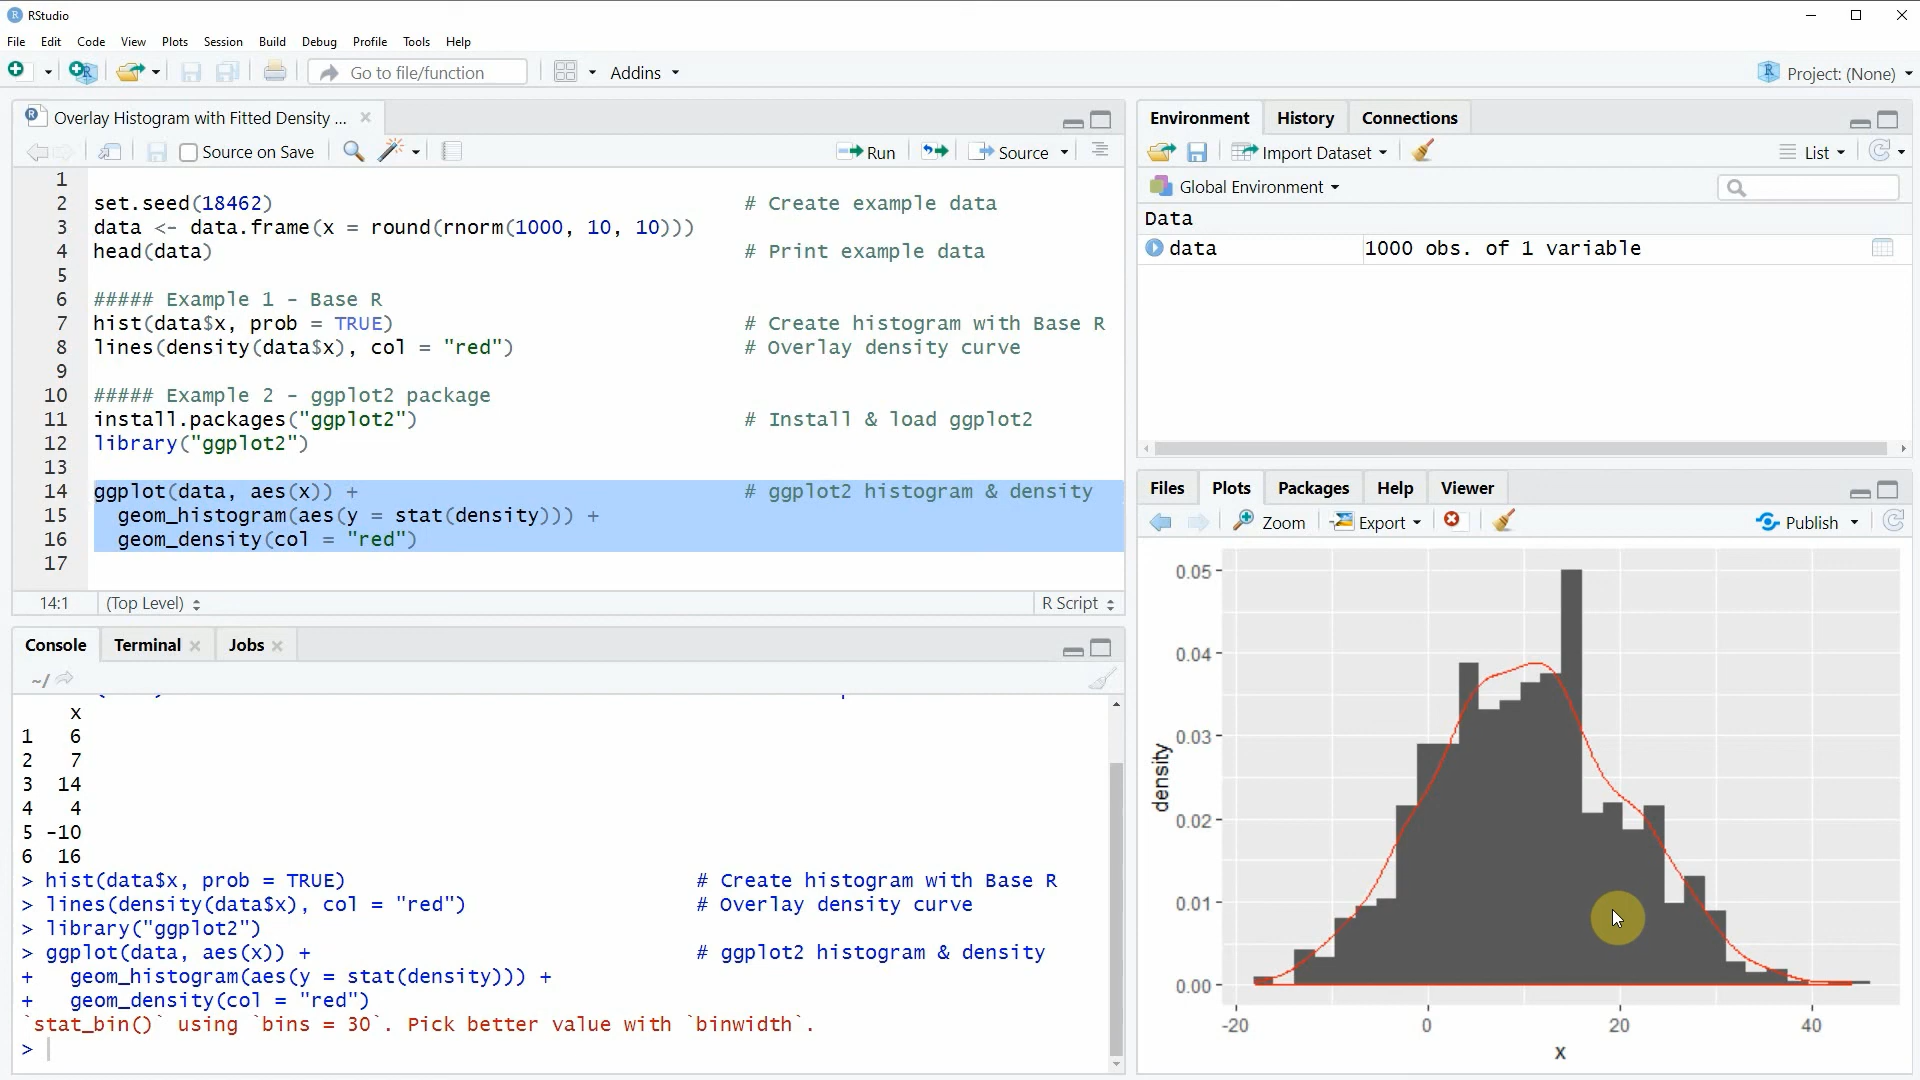 RStudio
File Edit Code View Plots Session Build Debug Profile Tools Help
Go to file/function Addins Project: (None)
Overlay Histogram with Fitted Density ...
Source on Save Run Source
1
2 set.seed(18462) # Create example data
3 data <- data.frame(x = round(rnorm(1000, 10, 10)))
4 head(data) # Print example data
5
6 ##### Example 1 - Base R
7 hist(data$x, prob = TRUE) # Create histogram with Base R
8 lines(density(data$x), col = "red") # Overlay density curve
9
10 ##### Example 2 - ggplot2 package
11 install.packages("ggplot2") # Install & load ggplot2
12 library("ggplot2")
13
14 ggplot(data, aes(x)) + # ggplot2 histogram & density
15 geom_histogram(aes(y = stat(density))) +
16 geom_density(col = "red")
17
14:1 (Top Level) R Script
Console Terminal Jobs
~/
x
1 6
2 7
3 14
4 4
5 -10
6 16
> hist(data$x, prob = TRUE) # Create histogram with Base R
> lines(density(data$x), col = "red") # Overlay density curve
> library("ggplot2")
> ggplot(data, aes(x)) + # ggplot2 histogram & density
+ geom_histogram(aes(y = stat(density))) +
+ geom_density(col = "red")
`stat_bin()` using `bins = 30`. Pick better value with `binwidth`.
>
Environment History Connections
Import Dataset List
Global Environment
Data
data 1000 obs. of 1 variable
Files Plots Packages Help Viewer
Zoom Export Publish
0.05
0.04
0.03
0.02
0.01
0.00
density
-20 0 20 40
x